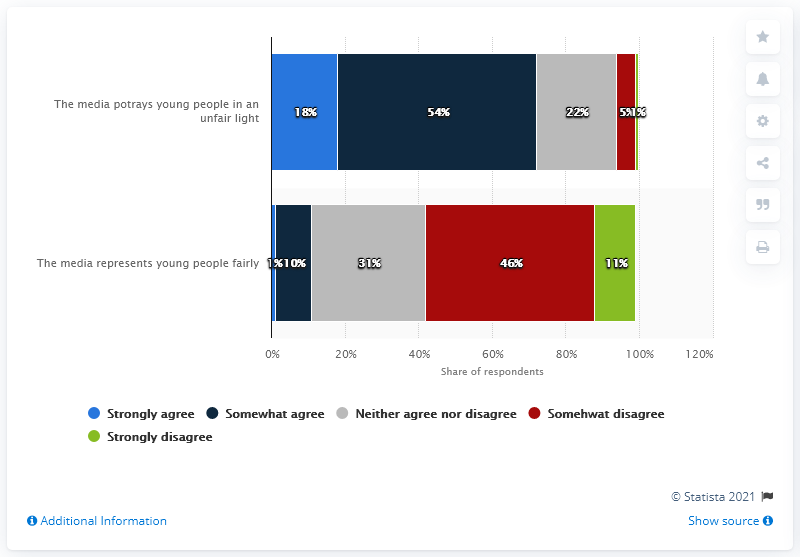 The media potrays young people in an
unfair light
18% 54% 22% 5% 1%
The media represents young people fairly
1% 10% 31% 46% 11%
0% 20% 40% 60% 80% 100% 120%
Share of respondents
Strongly agree Somewhat agree Neither agree nor disagree Somehwat disagree
Strongly disagree
© Statista 2021
Additional Information Show source